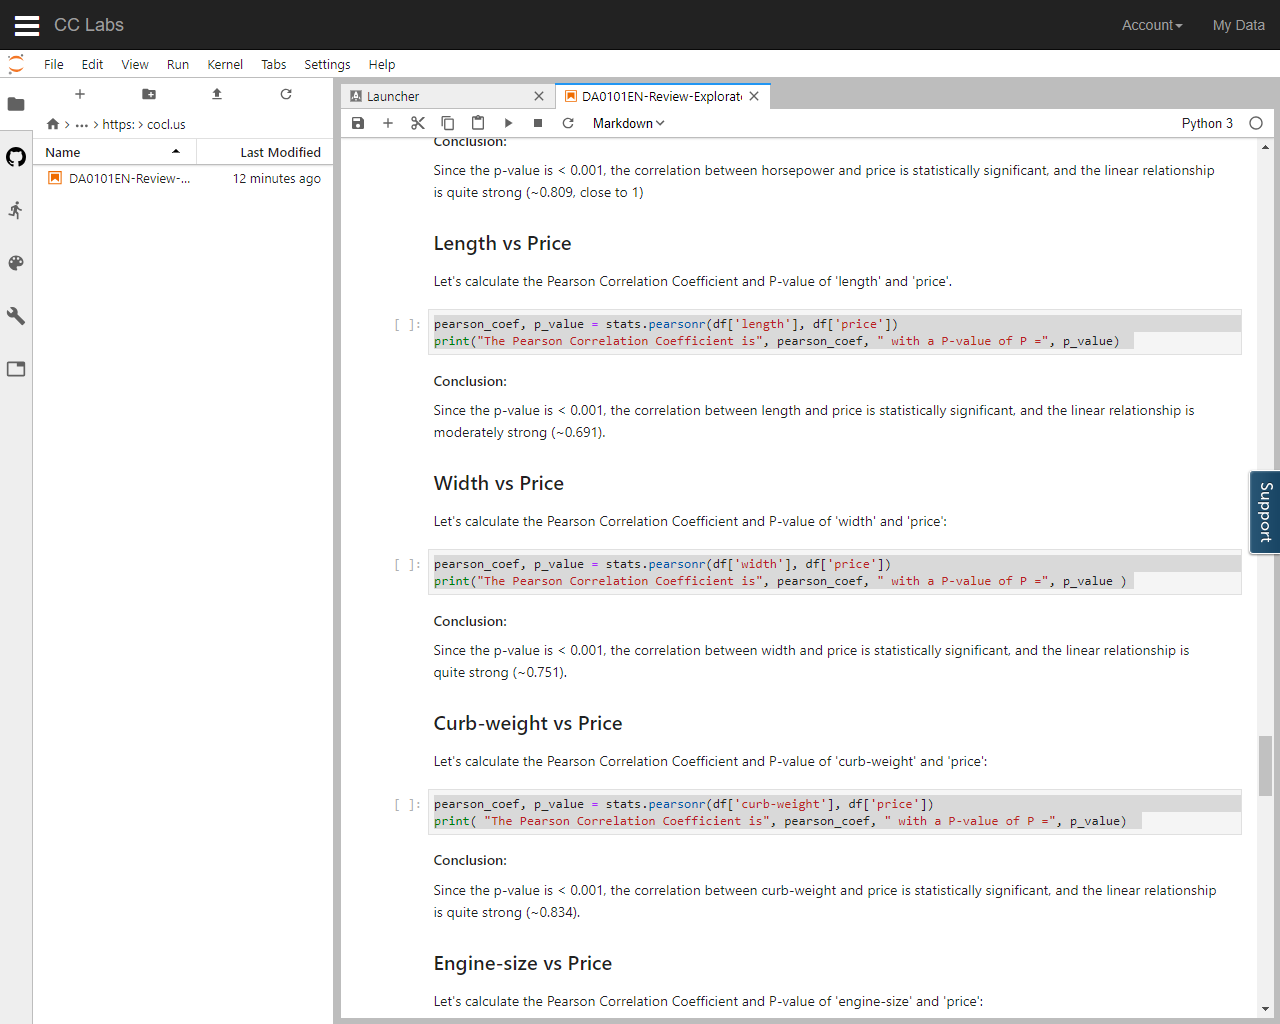 CC Labs
Account
My Data
File Edit View Run Kernel Tabs Settings Help
https: cocl.us
Name Last Modified
DA0101EN-Review-... 12 minutes ago
Launcher
DA0101EN-Review-Explorat
Markdown
Python 3
Conclusion:
Since the p-value is < 0.001, the correlation between horsepower and price is statistically significant, and the linear relationship
is quite strong (~0.809, close to 1)
Length vs Price
Let's calculate the Pearson Correlation Coefficient and P-value of 'length' and 'price'.
[ ]:
pearson_coef, p_value = stats.pearsonr(df['length'], df['price'])
print("The Pearson Correlation Coefficient is", pearson_coef, " with a P-value of P =", p_value)
Conclusion:
Since the p-value is < 0.001, the correlation between length and price is statistically significant, and the linear relationship is
moderately strong (~0.691).
Width vs Price
Let's calculate the Pearson Correlation Coefficient and P-value of 'width' and 'price':
[ ]:
pearson_coef, p_value = stats.pearsonr(df['width'], df['price'])
print("The Pearson Correlation Coefficient is", pearson_coef, " with a P-value of P =", p_value )
Conclusion:
Since the p-value is < 0.001, the correlation between width and price is statistically significant, and the linear relationship is
quite strong (~0.751).
Curb-weight vs Price
Let's calculate the Pearson Correlation Coefficient and P-value of 'curb-weight' and 'price':
[ ]:
pearson_coef, p_value = stats.pearsonr(df['curb-weight'], df['price'])
print( "The Pearson Correlation Coefficient is", pearson_coef, " with a P-value of P =", p_value)
Conclusion:
Since the p-value is < 0.001, the correlation between curb-weight and price is statistically significant, and the linear relationship
is quite strong (~0.834).
Engine-size vs Price
Let's calculate the Pearson Correlation Coefficient and P-value of 'engine-size' and 'price':
Support